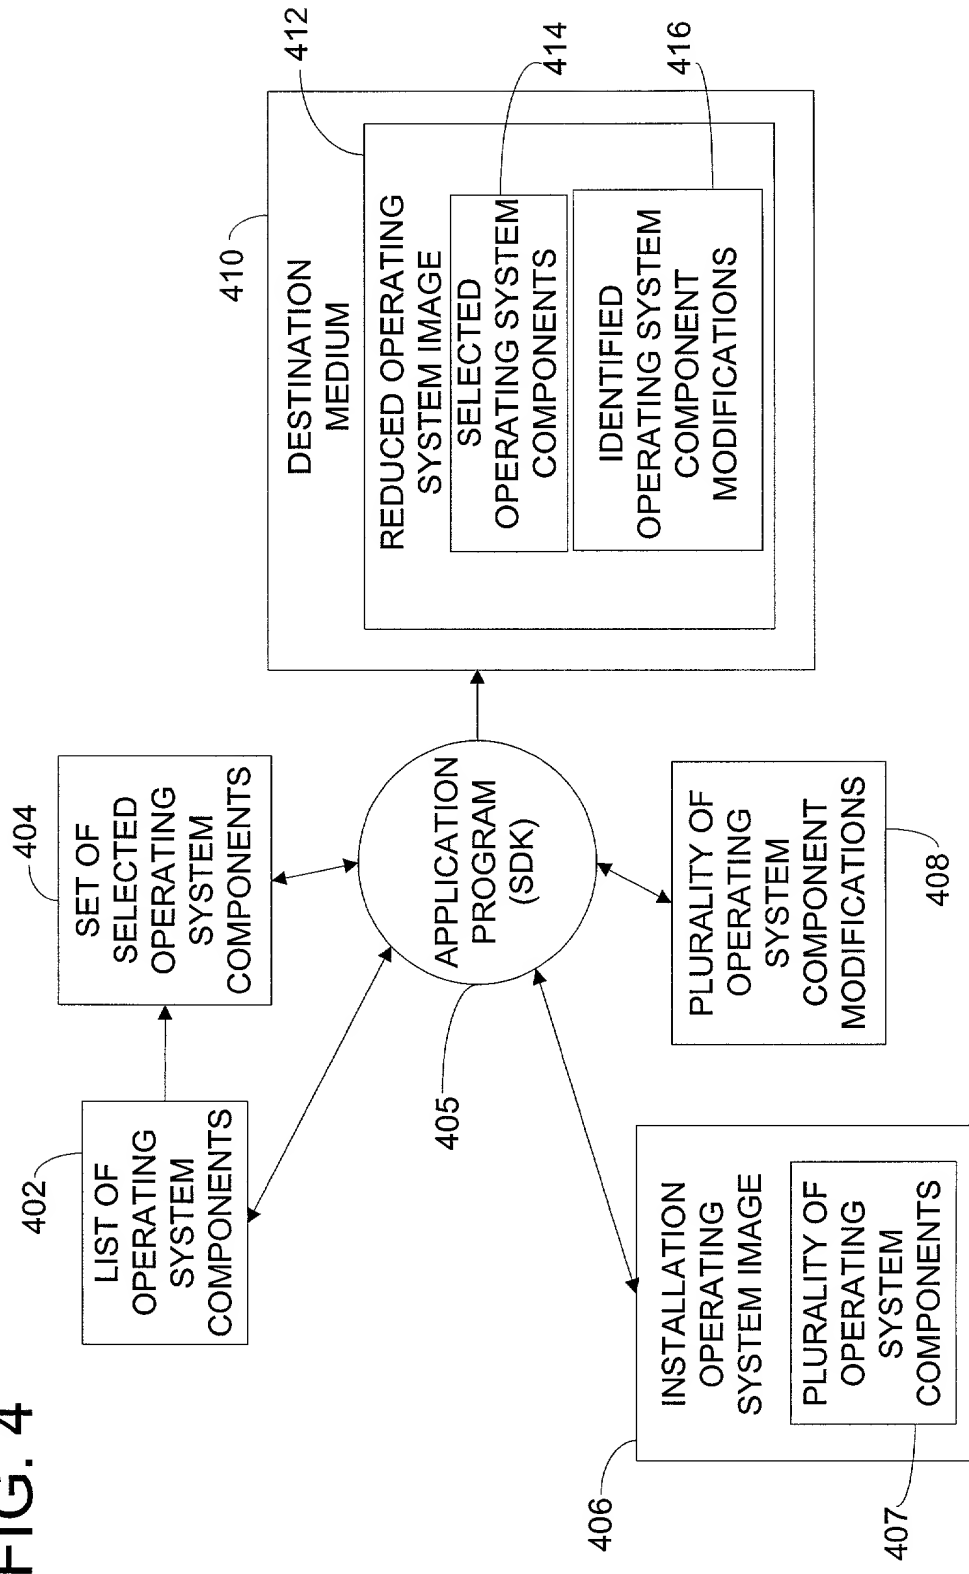 FIG. 4
402
LIST OF
OPERATING
SYSTEM
COMPONENTS
404
SET OF
SELECTED
OPERATING
SYSTEM
COMPONENTS
405
APPLICATION
PROGRAM
(SDK)
406
INSTALLATION
OPERATING
SYSTEM IMAGE
PLURALITY OF
OPERATING
SYSTEM
COMPONENTS
407
PLURALITY OF
OPERATING
SYSTEM
COMPONENT
MODIFICATIONS
408
410
DESTINATION
MEDIUM
412
REDUCED OPERATING
SYSTEM IMAGE
SELECTED
OPERATING SYSTEM
COMPONENTS
414
IDENTIFIED
OPERATING SYSTEM
COMPONENT
MODIFICATIONS
416